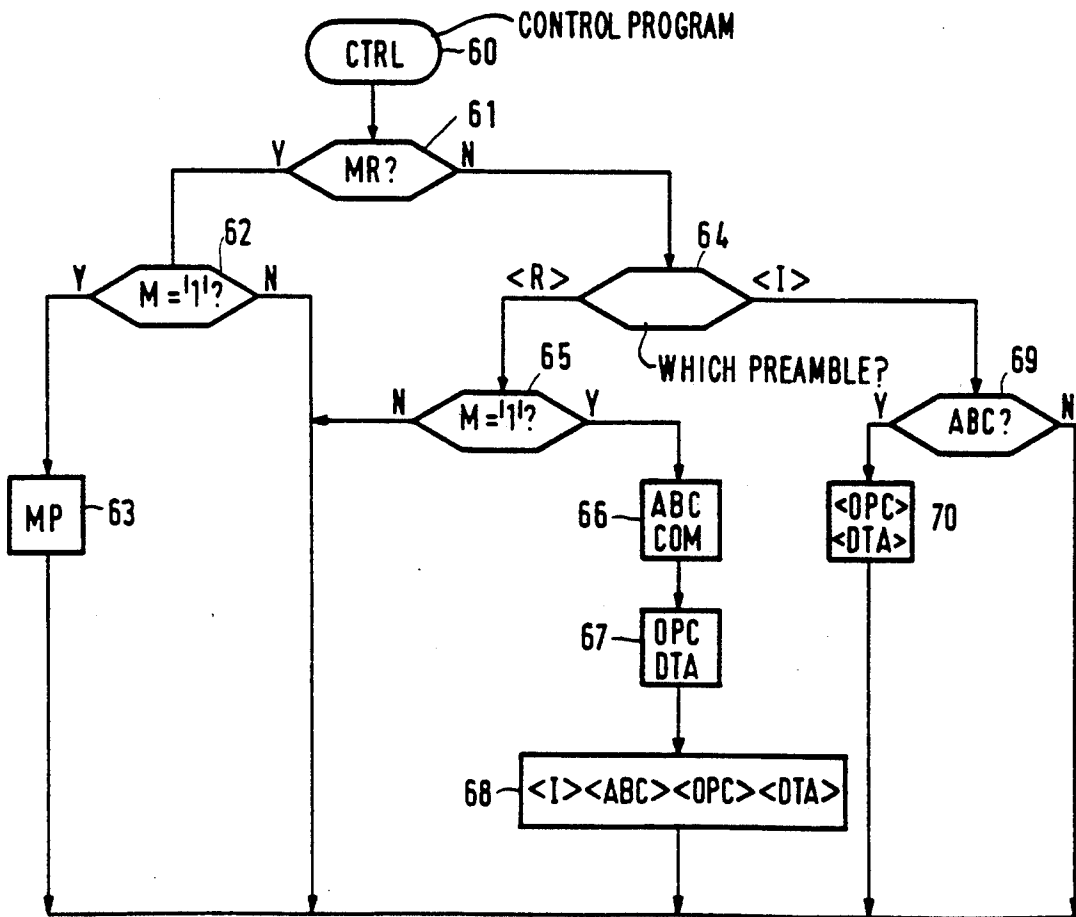 CONTROL PROGRAM
CTRL
60
61
Y
MR?
N
62
Y
M = '1'?
N
64
<R>
<I>
WHICH PREAMBLE?
65
N
M = '1'?
Y
69
Y
ABC?
N
MP
63
66
ABC
COM
<OPC>
<DTA>
70
67
OPC
DTA
68
<I><ABC><OPC><DTA>